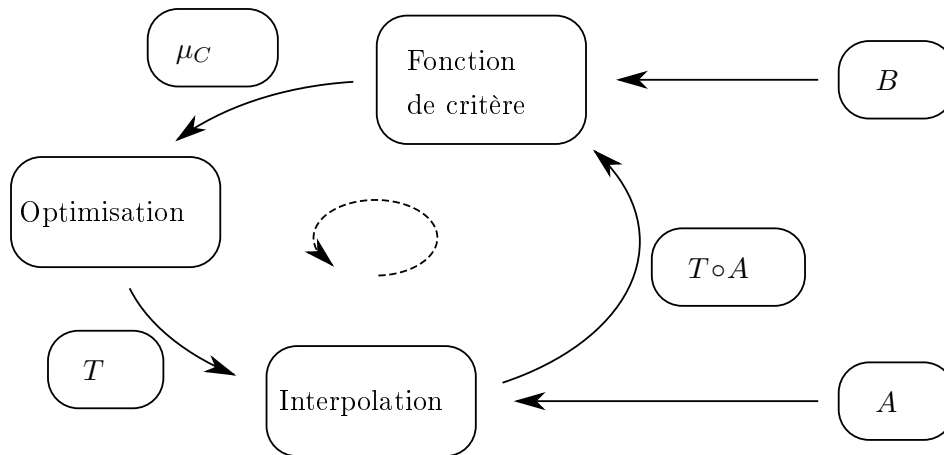 μ_C
Fonction
de critère
B
Optimisation
T∘A
T
Interpolation
A